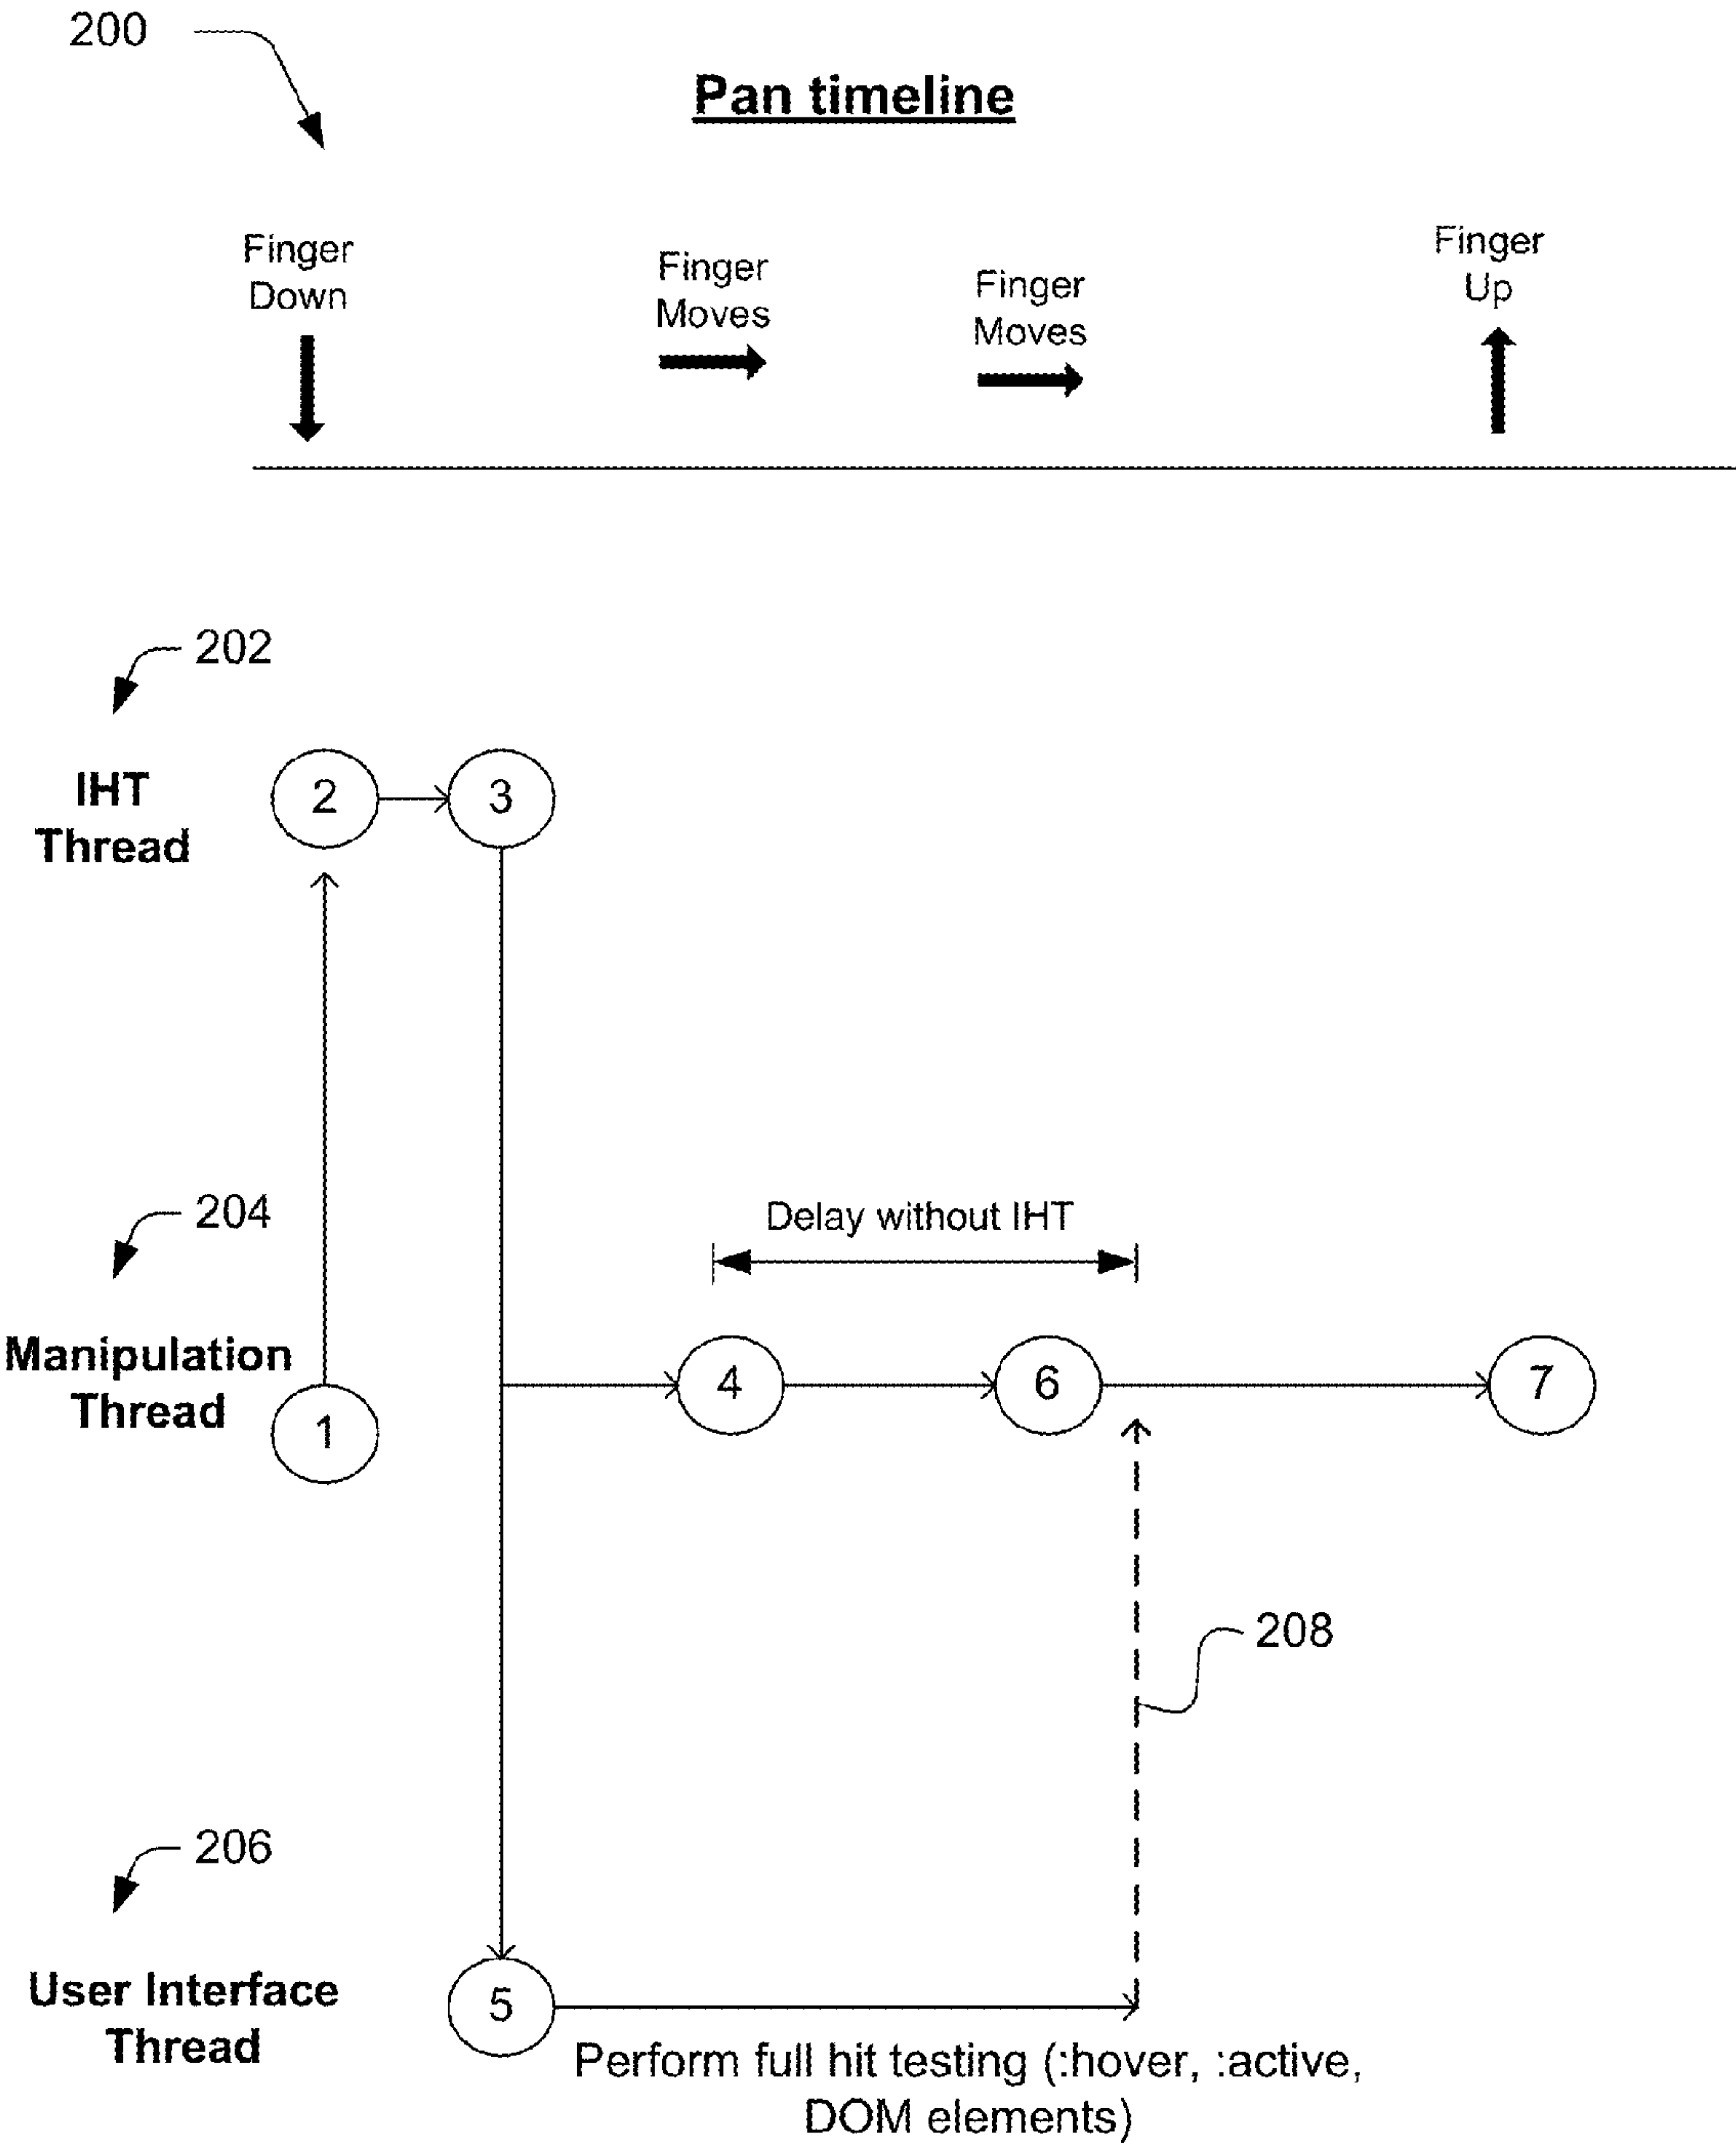 200
Pan timeline
Finger
Down
Finger
Moves
Finger
Moves
Finger
Up
202
IHT
Thread
2
3
204
Delay without IHT
Manipulation
Thread
1
4
6
7
208
206
User Interface
Thread
5
Perform full hit testing (:hover, :active,
DOM elements)